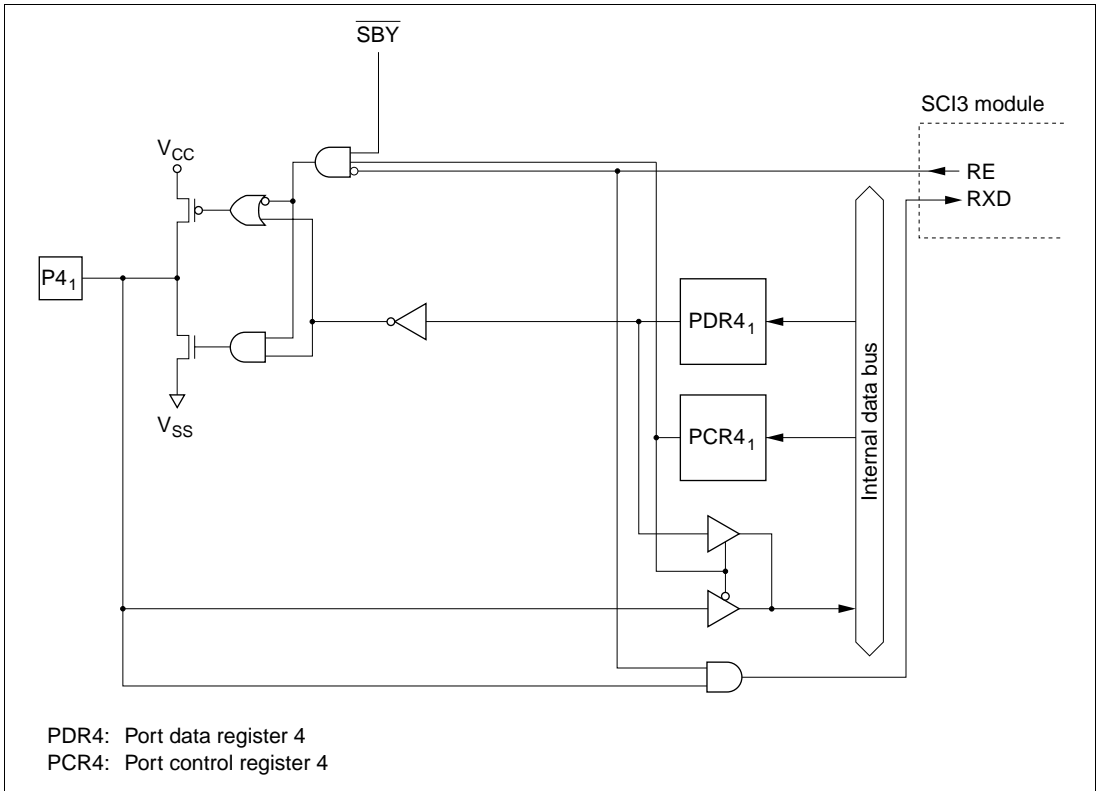 SBY
SCI3 module
VCC
RE
RXD
P41
PDR41
PCR41
Internal data bus
VSS
PDR4: Port data register 4
PCR4: Port control register 4